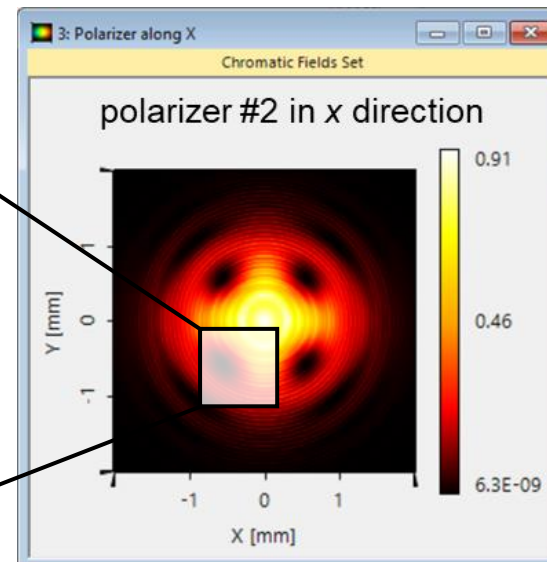 3: Polarizer along X
Chromatic Fields Set
polarizer #2 in x direction
0.91
0.46
6.3E-09
Y [mm]
1
0
-1
-1 0 1
X [mm]